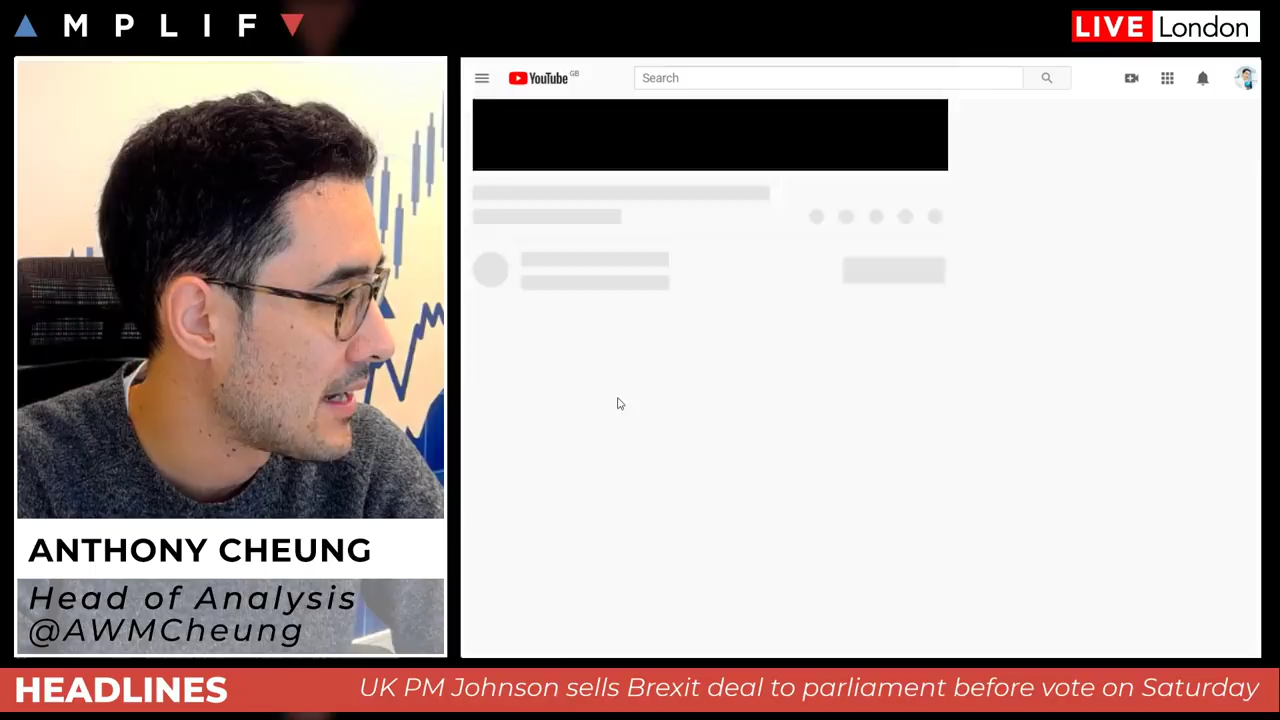 MPLIF
LIVE London
YouTube GB
Search
ANTHONY CHEUNG
Head of Analysis
@AWMCheung
HEADLINES
UK PM Johnson sells Brexit deal to parliament before vote on Saturday